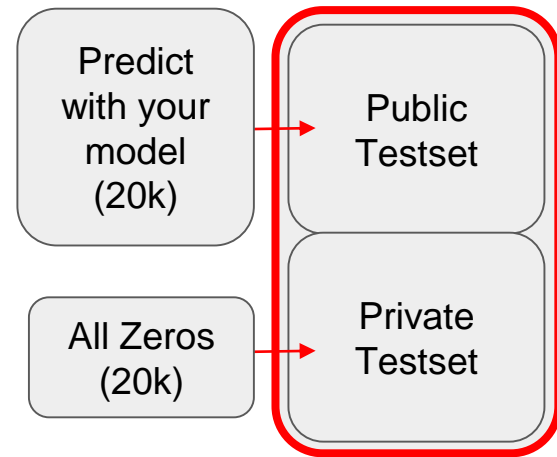 Predict
with your
model
(20k)
Public
Testset
All Zeros
(20k)
Private
Testset